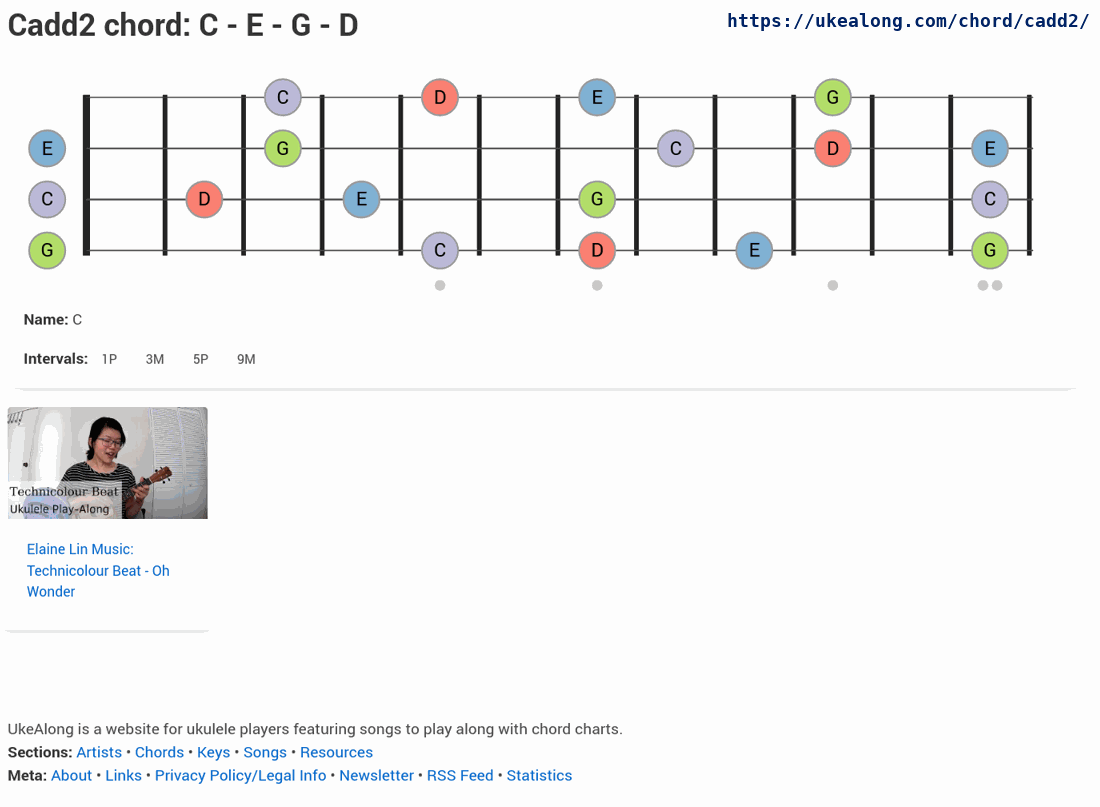 Cadd2 chord: C - E - G - D
https://ukealong.com/chord/cadd2/
C D E G
E G C D E
C D E G C
G C D E G
Name: C
Intervals: 1P 3M 5P 9M
Technicolour Beat
Ukulele Play-Along
Elaine Lin Music:
Technicolour Beat - Oh
Wonder
UkeAlong is a website for ukulele players featuring songs to play along with chord charts.
Sections: Artists • Chords • Keys • Songs • Resources
Meta: About • Links • Privacy Policy/Legal Info • Newsletter • RSS Feed • Statistics